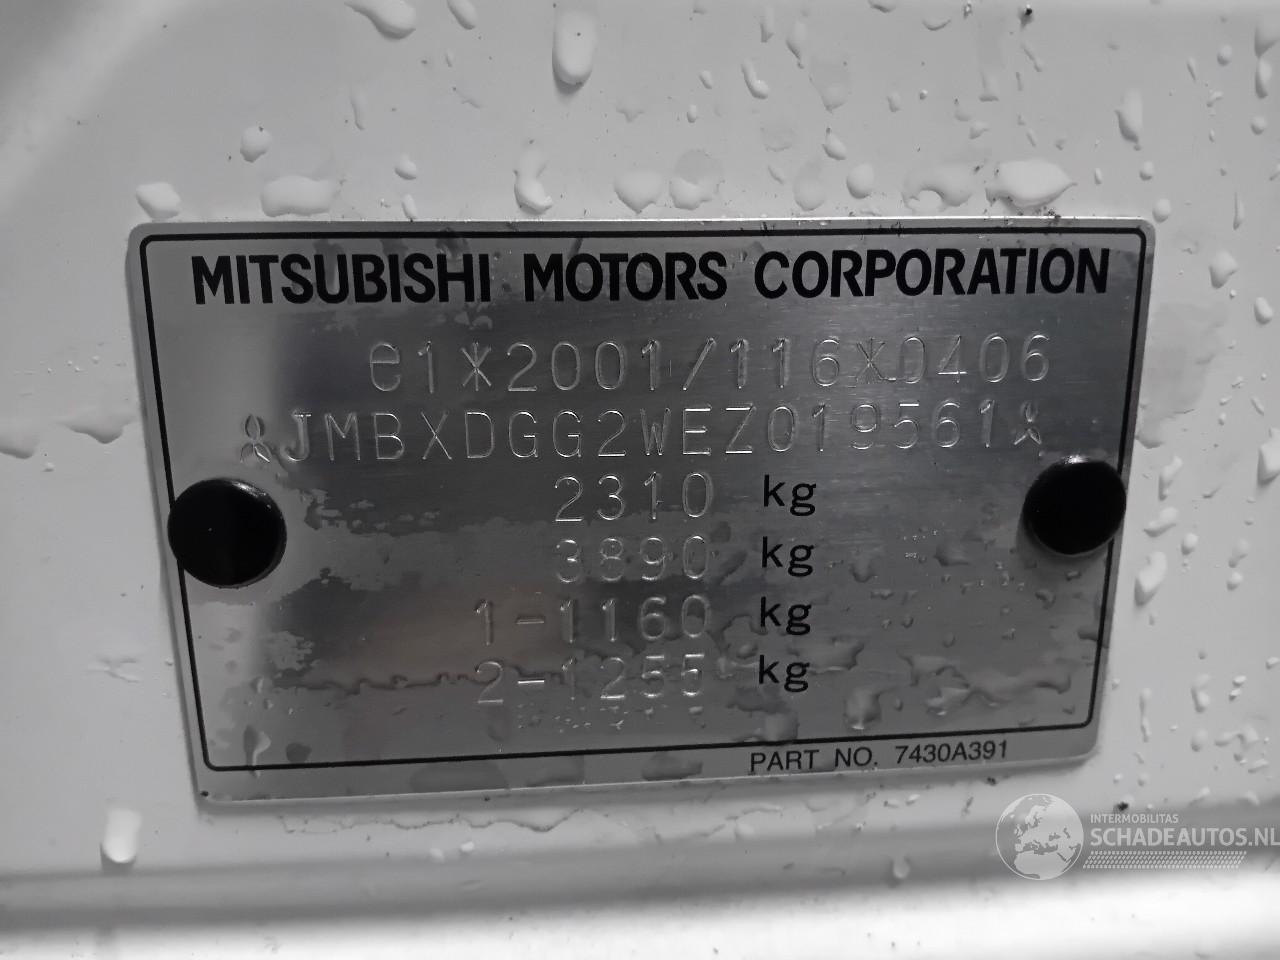 MITSUBISHI MOTORS CORPORATION
e1*2001/116*0406
JMBXDGG2WEZ019561
2310 kg
3890 kg
1-1160 kg
2-1255 kg
PART NO. 7430A391
INTERMOBILITAS
SCHADEAUTOS.NL